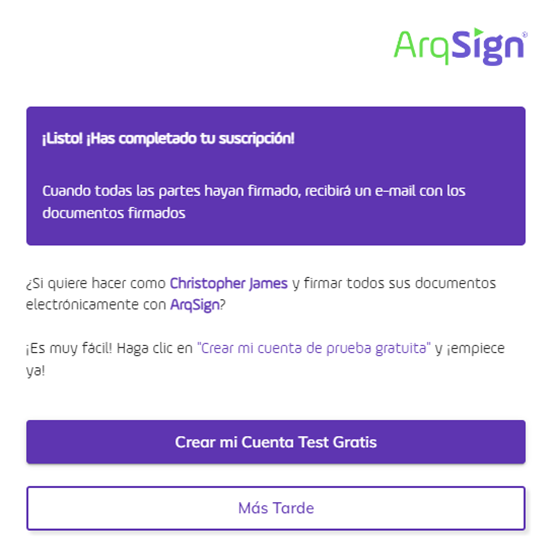 ArqSign®
¡Listo! ¡Has completado tu suscripción!
Cuando todas las partes hayan firmado, recibirá un e-mail con los
documentos firmados
¿Si quiere hacer como Christopher James y firmar todos sus documentos
electrónicamente con ArqSign?
¡Es muy fácil! Haga clic en "Crear mi cuenta de prueba gratuita" y ¡empiece
ya!
Crear mi Cuenta Test Gratis
Más Tarde